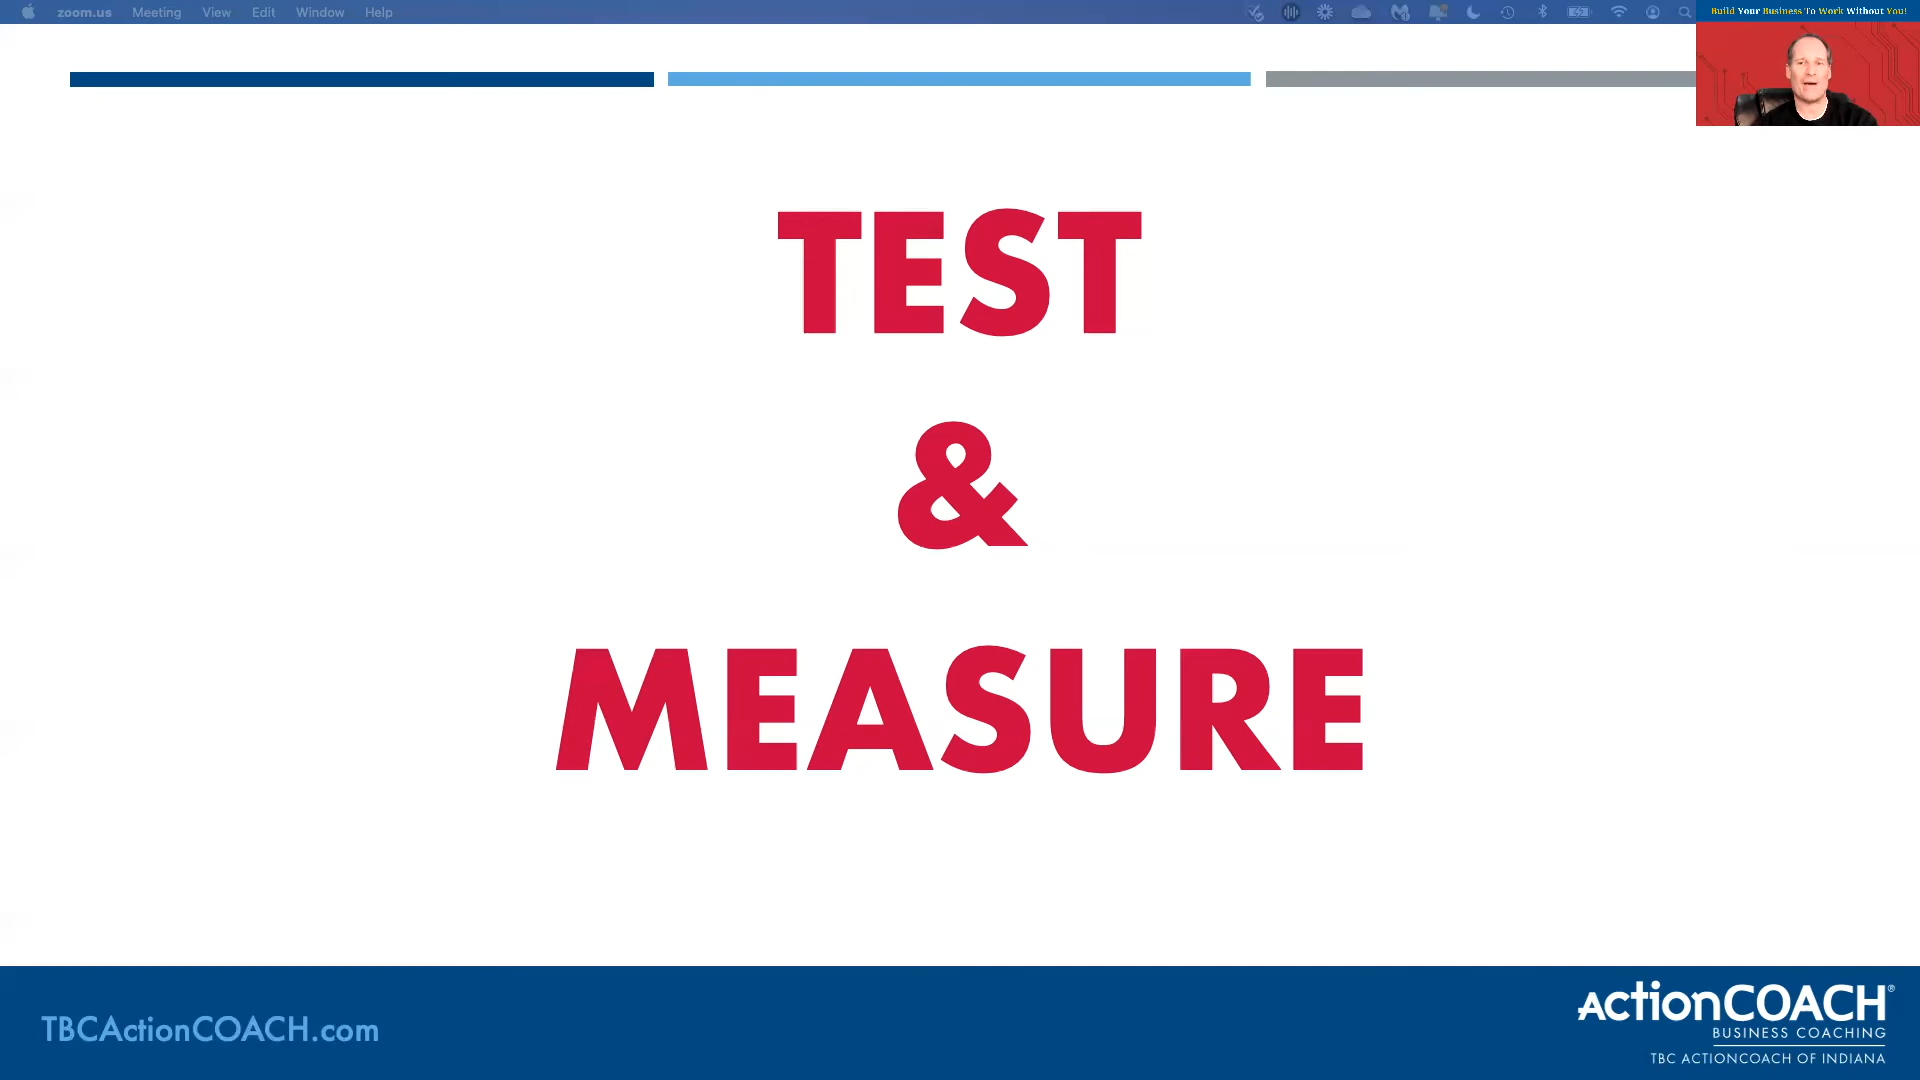 zoom.us Meeting View Edit Window Help
Build Your Business To Work Without You!
TEST
&
MEASURE
TBCActionCOACH.com
actionCOACH®
BUSINESS COACHING
TBC ACTIONCOACH OF INDIANA